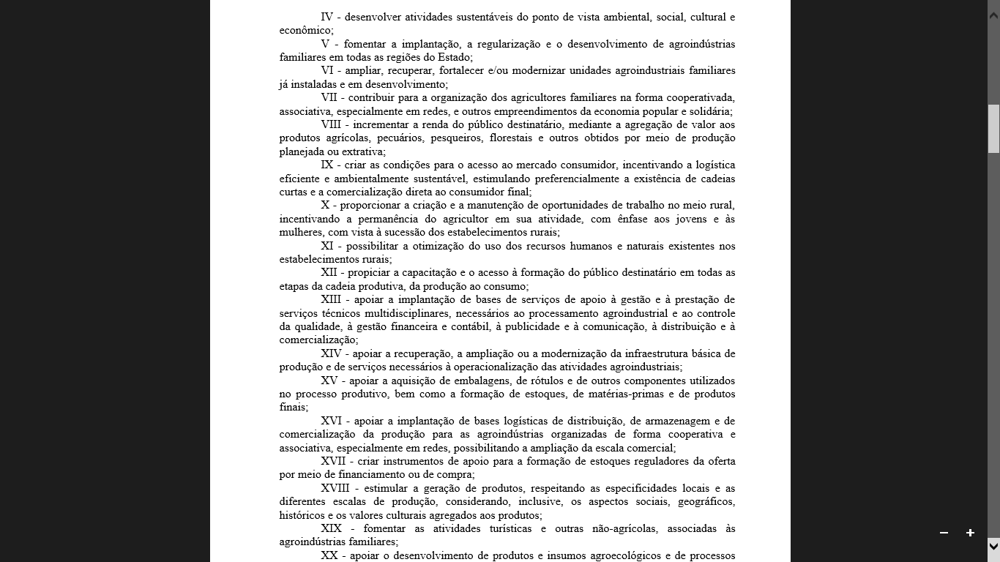 IV - desenvolver atividades sustentáveis do ponto de vista ambiental, social, cultural e
econômico;
V - fomentar a implantação, a regularização e o desenvolvimento de agroindústrias
familiares em todas as regiões do Estado;
VI - ampliar, recuperar, fortalecer e/ou modernizar unidades agroindustriais familiares
já instaladas e em desenvolvimento;
VII - contribuir para a organização dos agricultores familiares na forma cooperativada,
associativa, especialmente em redes, e outros empreendimentos da economia popular e solidária;
VIII - incrementar a renda do público destinatário, mediante a agregação de valor aos
produtos agrícolas, pecuários, pesqueiros, florestais e outros obtidos por meio de produção
planejada ou extrativa;
IX - criar as condições para o acesso ao mercado consumidor, incentivando a logística
eficiente e ambientalmente sustentável, estimulando preferencialmente a existência de cadeias
curtas e a comercialização direta ao consumidor final;
X - proporcionar a criação e a manutenção de oportunidades de trabalho no meio rural,
incentivando a permanência do agricultor em sua atividade, com ênfase aos jovens e às
mulheres, com vista à sucessão dos estabelecimentos rurais;
XI - possibilitar a otimização do uso dos recursos humanos e naturais existentes nos
estabelecimentos rurais;
XII - propiciar a capacitação e o acesso à formação do público destinatário em todas as
etapas da cadeia produtiva, da produção ao consumo;
XIII - apoiar a implantação de bases de serviços de apoio à gestão e à prestação de
serviços técnicos multidisciplinares, necessários ao processamento agroindustrial e ao controle
da qualidade, à gestão financeira e contábil, à publicidade e à comunicação, à distribuição e à
comercialização;
XIV - apoiar a recuperação, a ampliação ou a modernização da infraestrutura básica de
produção e de serviços necessários à operacionalização das atividades agroindustriais;
XV - apoiar a aquisição de embalagens, de rótulos e de outros componentes utilizados
no processo produtivo, bem como a formação de estoques, de matérias-primas e de produtos
finais;
XVI - apoiar a implantação de bases logísticas de distribuição, de armazenagem e de
comercialização da produção para as agroindústrias organizadas de forma cooperativa e
associativa, especialmente em redes, possibilitando a ampliação da escala comercial;
XVII - criar instrumentos de apoio para a formação de estoques reguladores da oferta
por meio de financiamento ou de compra;
XVIII - estimular a geração de produtos, respeitando as especificidades locais e as
diferentes escalas de produção, considerando, inclusive, os aspectos sociais, geográficos,
históricos e os valores culturais agregados aos produtos;
XIX - fomentar as atividades turísticas e outras não-agrícolas, associadas às
agroindústrias familiares;
XX - apoiar o desenvolvimento de produtos e insumos agroecológicos e de processos